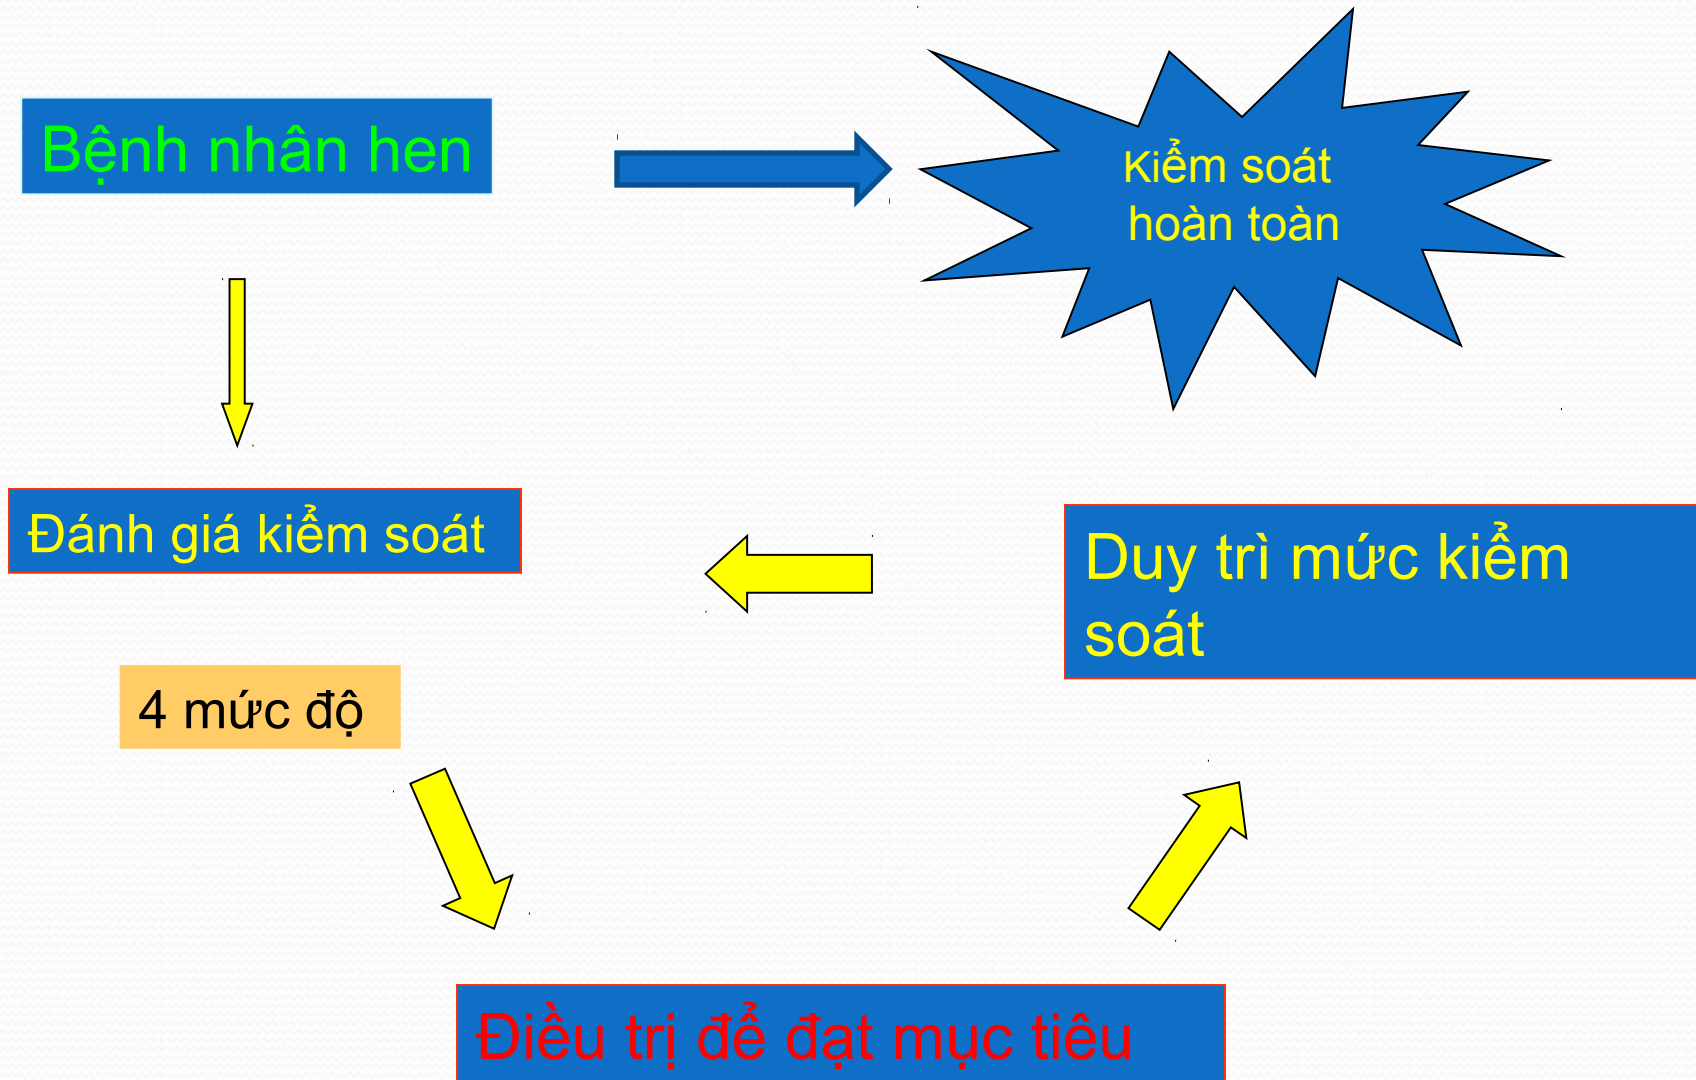 Bệnh nhân hen
Kiểm soát
hoàn toàn
Đánh giá kiểm soát
Duy trì mức kiểm
soát
4 mức độ
Điều trị để đạt mục tiêu